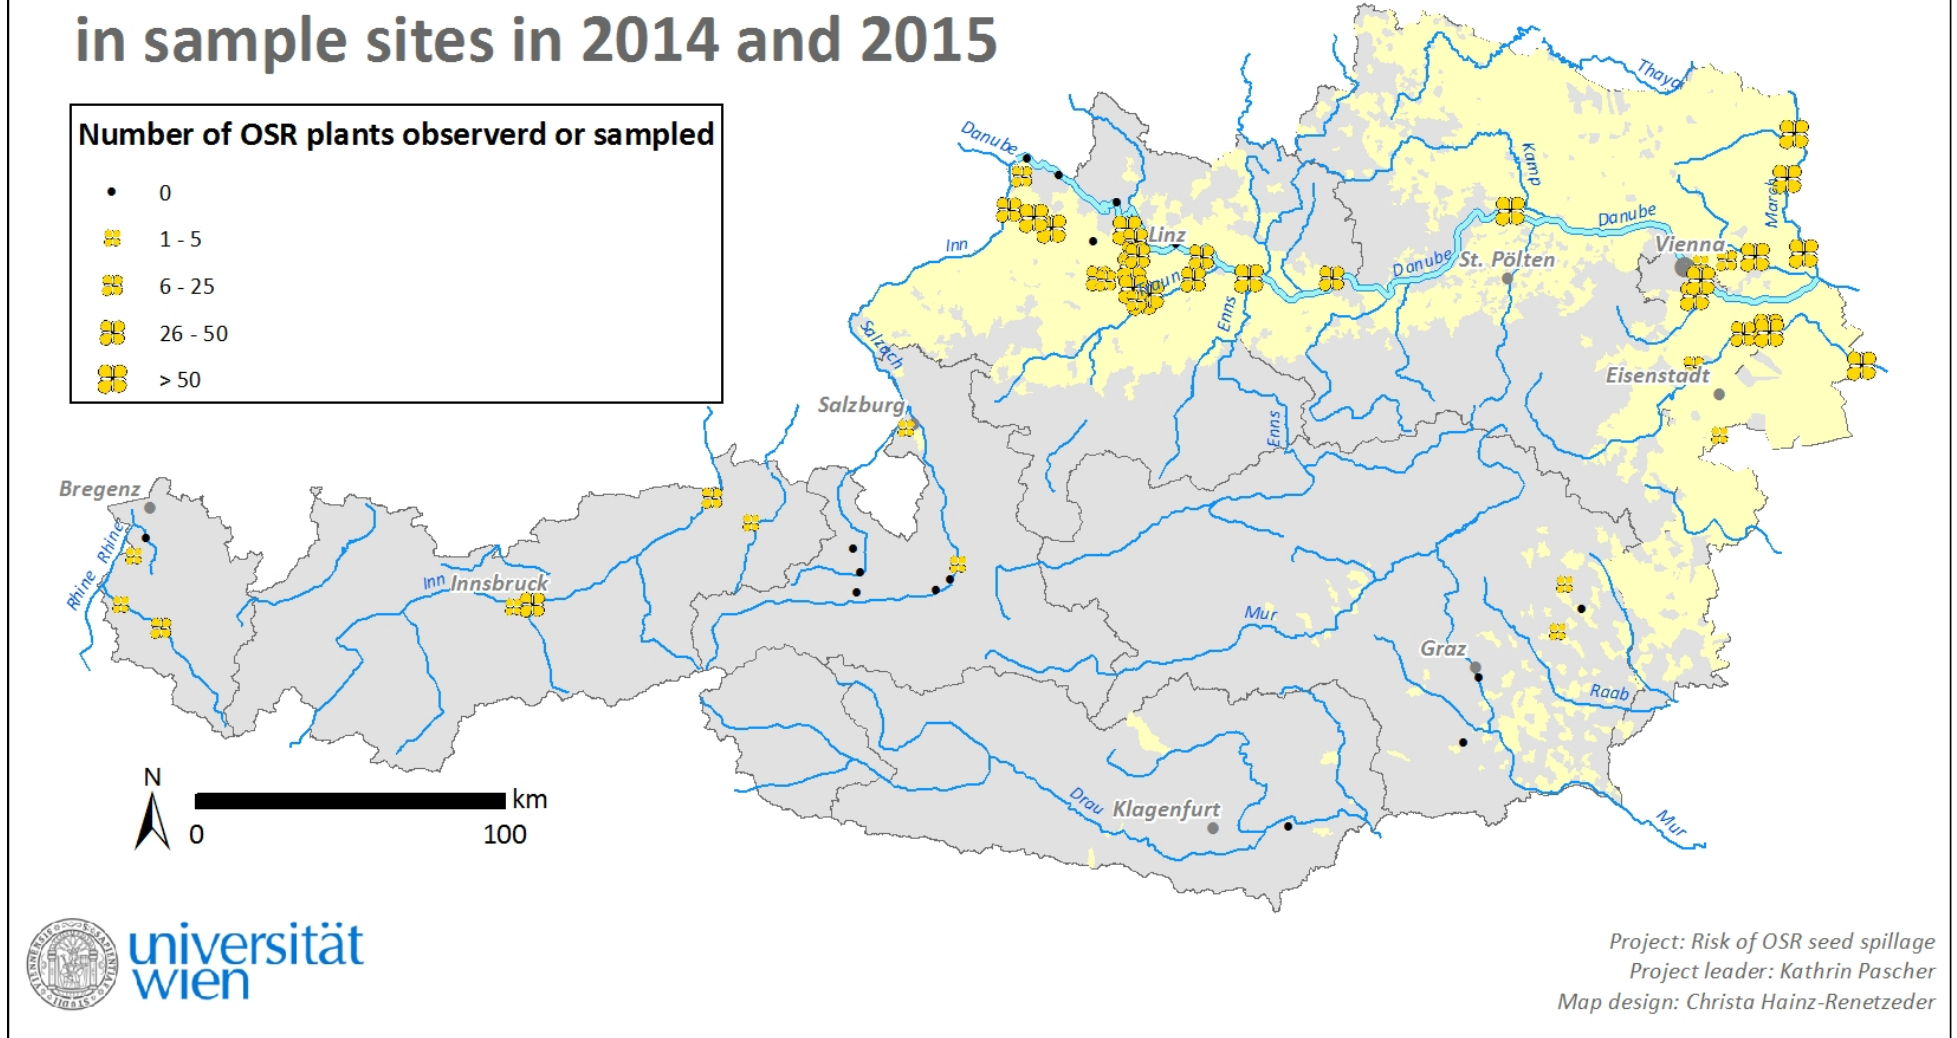 in sample sites in 2014 and 2015
Number of OSR plants observerd or sampled
0
1 - 5
6 - 25
26 - 50
> 50
Thaya
Danube
Kamp
March
Danube
Linz
Inn
Vienna
Danube
St. Pölten
Traun
Enns
Salzach
Eisenstadt
Salzburg
Enns
Bregenz
Rhine
Rhine
Inn
Innsbruck
Mur
Graz
Raab
Drau
Klagenfurt
Mur
N
km
0
100
universität
wien
Project: Risk of OSR seed spillage
Project leader: Kathrin Pascher
Map design: Christa Hainz-Renetzeder